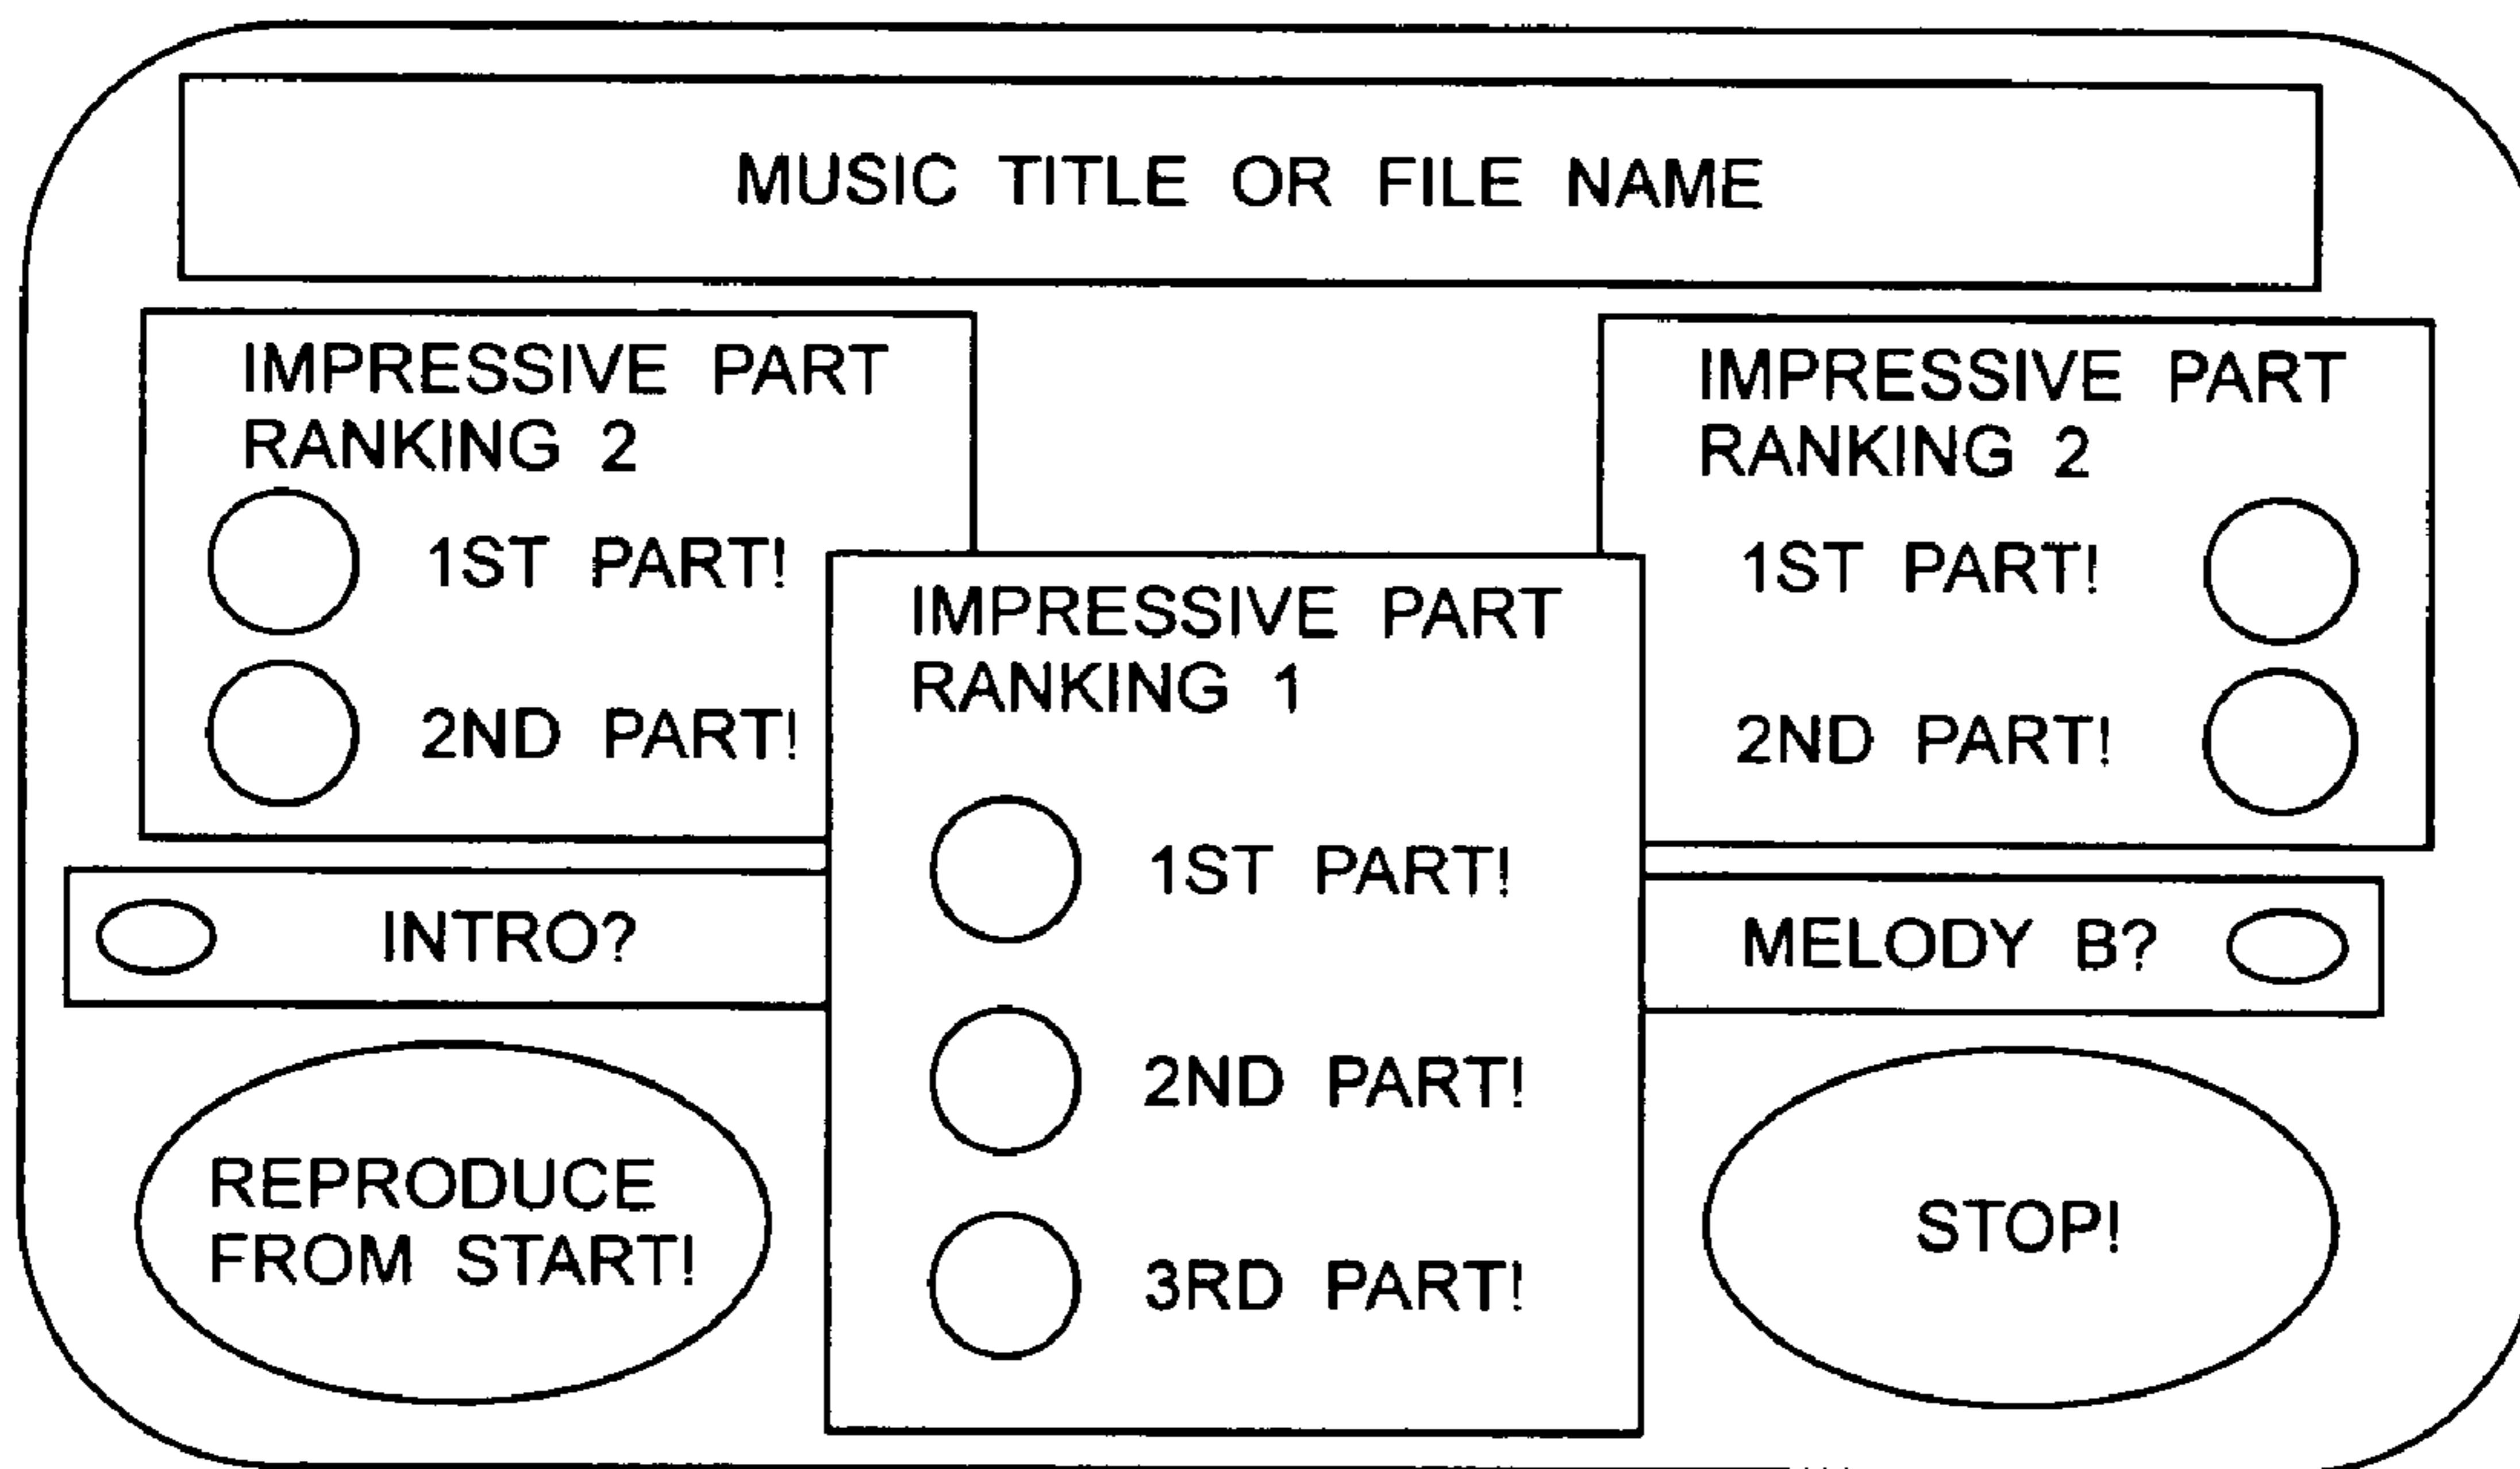 MUSIC TITLE OR FILE NAME
IMPRESSIVE PART
RANKING 2
1ST PART!
2ND PART!
IMPRESSIVE PART
RANKING 1
1ST PART!
2ND PART!
3RD PART!
IMPRESSIVE PART
RANKING 2
1ST PART!
2ND PART!
INTRO?
MELODY B?
REPRODUCE
FROM START!
STOP!